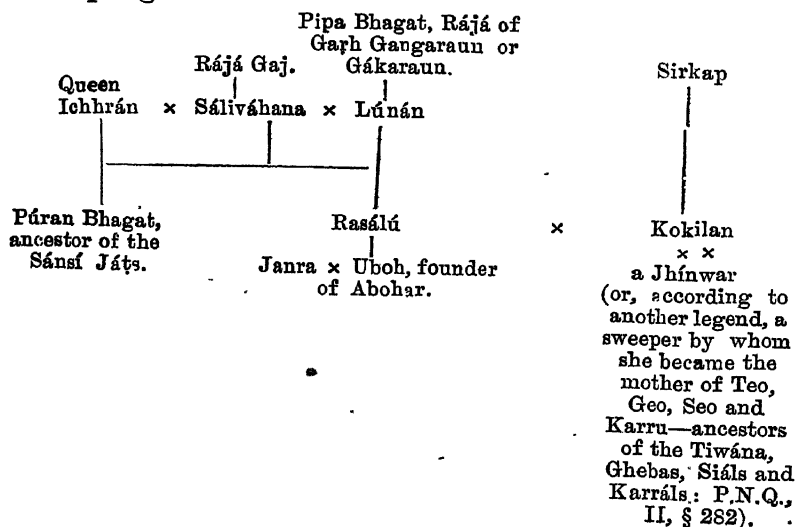 Pipa Bhagat, Rájá of
Gaṛh Gangaraun or
Gákaraun.
Rájá Gaj.
Sirkap
Queen
Ichhrán × Sáliváhana × Lúnán
Púran Bhagat,
ancestor of the
Sánsí Játs.
Rasálú
×
Kokilan
Janra × Uboh, founder
of Abohar.
× ×
a Jhínwar
(or, according to
another legend, a
sweeper by whom
she became the
mother of Teo,
Geo, Seo and
Karru—ancestors
of the Tiwána,
Ghebas, Siáls and
Karráls.: P.N.Q.,
II, § 282).